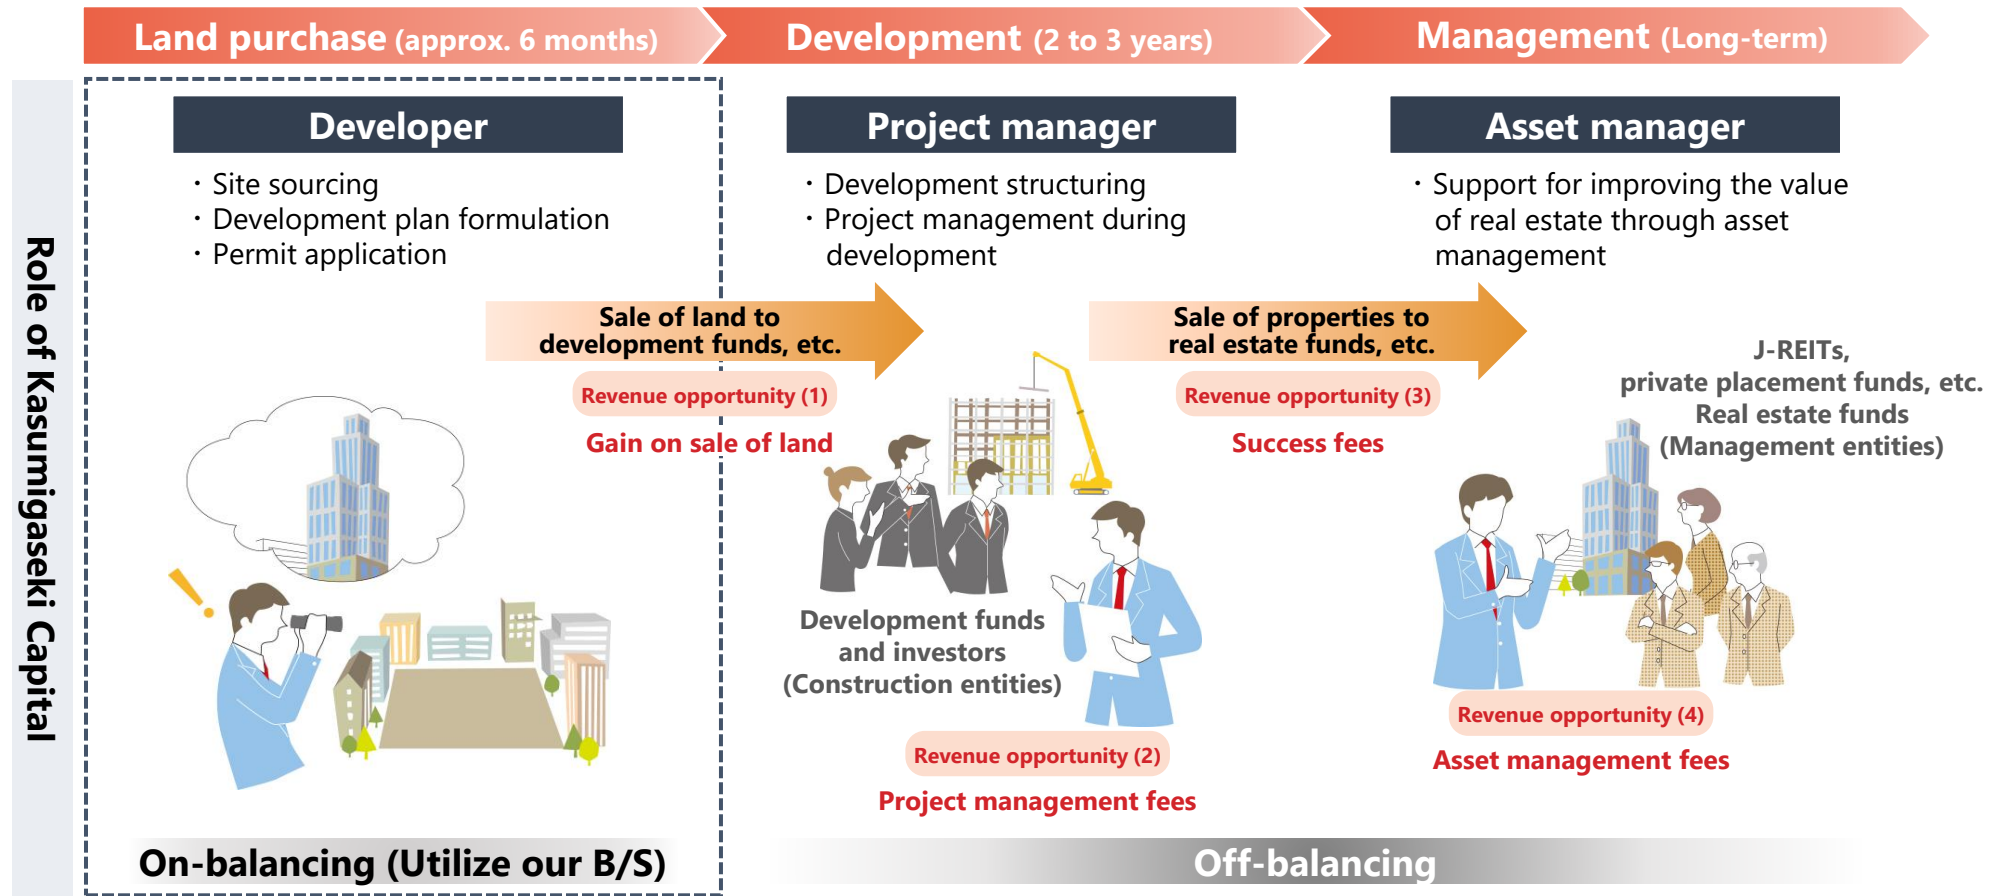 Land purchase (approx. 6 months)
Development (2 to 3 years)
Management (Long-term)
Role of Kasumigaseki Capital
Developer
・Site sourcing
・Development plan formulation
・Permit application
Project manager
・Development structuring
・Project management during
development
Asset manager
・Support for improving the value
of real estate through asset
management
Sale of land to
development funds, etc.
Revenue opportunity (1)
Gain on sale of land
Sale of properties to
real estate funds, etc.
Revenue opportunity (3)
Success fees
J-REITs,
private placement funds, etc.
Real estate funds
(Management entities)
Development funds
and investors
(Construction entities)
Revenue opportunity (2)
Project management fees
Revenue opportunity (4)
Asset management fees
On-balancing (Utilize our B/S)
Off-balancing